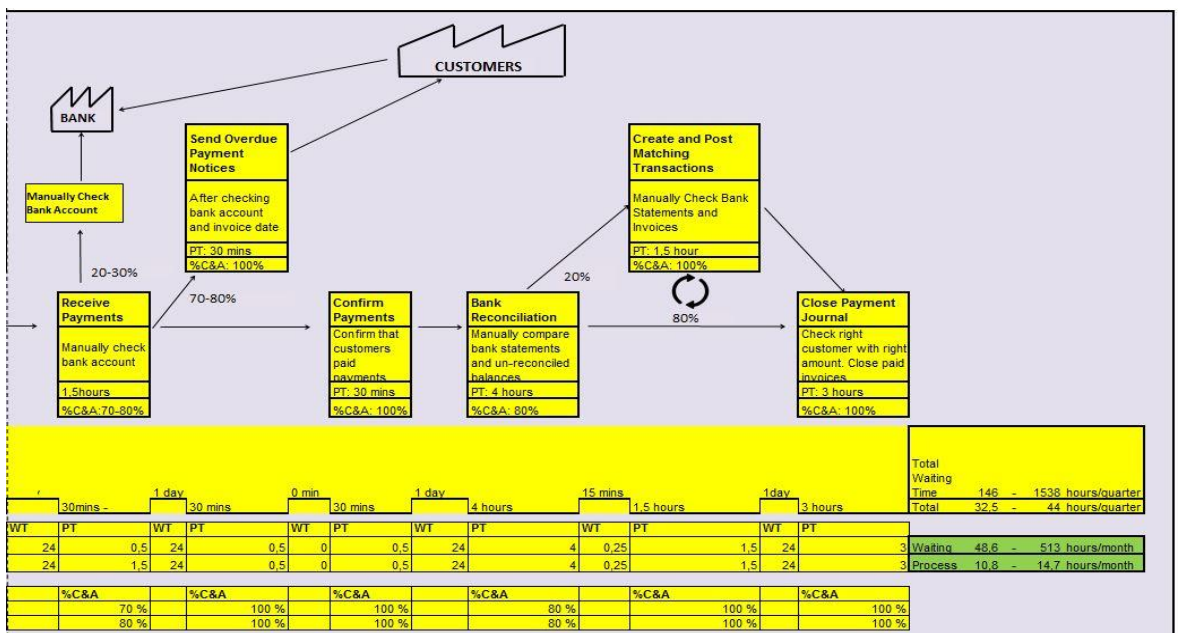 CUSTOMERS
BANK
Send Overdue
Payment
Notices
After checking
bank account
and invoice date
PT: 30 mins
%C&A: 100%
Create and Post
Matching
Transactions
Manually Check Bank
Statements and
Invoices
PT: 1,5 hour
%C&A: 100%
Manually Check
Bank Account
20-30%
70-80%
20%
80%
Receive
Payments
Manually check
bank account
1,5hours
%C&A:70-80%
Confirm
Payments
Confirm that
customers
paid
payments
PT: 30 mins
%C&A: 100%
Bank
Reconciliation
Manually compare
bank statements
and un-reconciled
balances
PT: 4 hours
%C&A: 80%
Close Payment
Journal
Check right
customer with right
amount. Close paid
invoices
PT: 3 hours
%C&A: 100%
1 day 0 min 1 day 15 mins 1day
30mins - 30 mins 30 mins 4 hours 1,5 hours 3 hours
Total
Waiting
Time 146 - 1538 hours/quarter
Total 32,5 - 44 hours/quarter
WT PT WT PT WT PT WT PT WT PT WT PT
24 0,5 24 0,5 0 0,5 24 4 0,25 1,5 24 3 Waiting 48,6 - 513 hours/month
24 1,5 24 0,5 0 0,5 24 4 0,25 1,5 24 3 Process 10,8 - 14,7 hours/month
%C&A %C&A %C&A %C&A %C&A %C&A
70 % 100 % 100 % 80 % 100 % 100 %
80 % 100 % 100 % 80 % 100 % 100 %